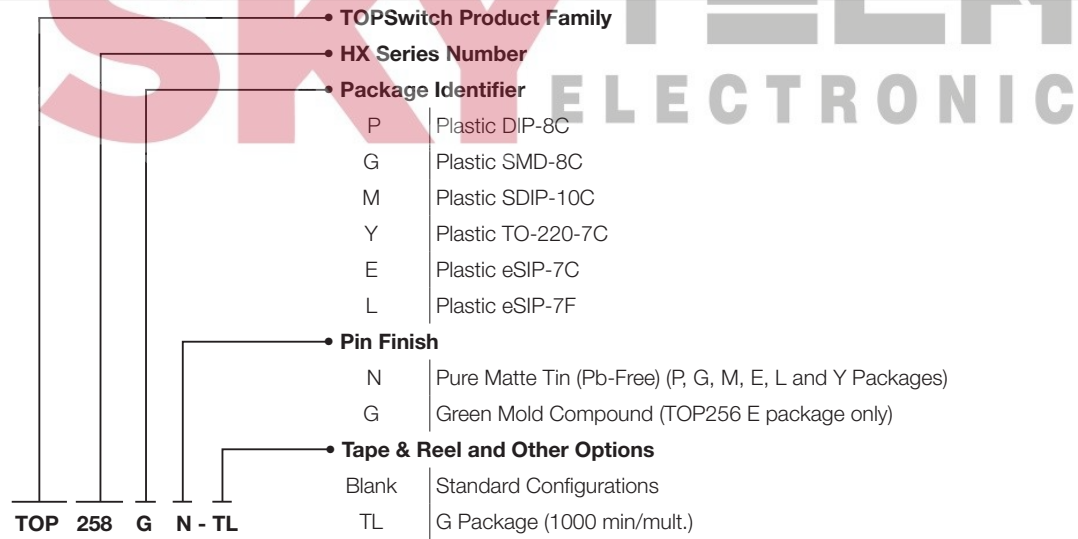 TOPSwitch Product Family
HX Series Number
Package Identifier
P Plastic DIP-8C
G Plastic SMD-8C
M Plastic SDIP-10C
Y Plastic TO-220-7C
E Plastic eSIP-7C
L Plastic eSIP-7F
Pin Finish
N Pure Matte Tin (Pb-Free) (P, G, M, E, L and Y Packages)
G Green Mold Compound (TOP256 E package only)
Tape & Reel and Other Options
Blank Standard Configurations
TL G Package (1000 min/mult.)
TOP 258 G N - TL
SKY
ELECTRONIC